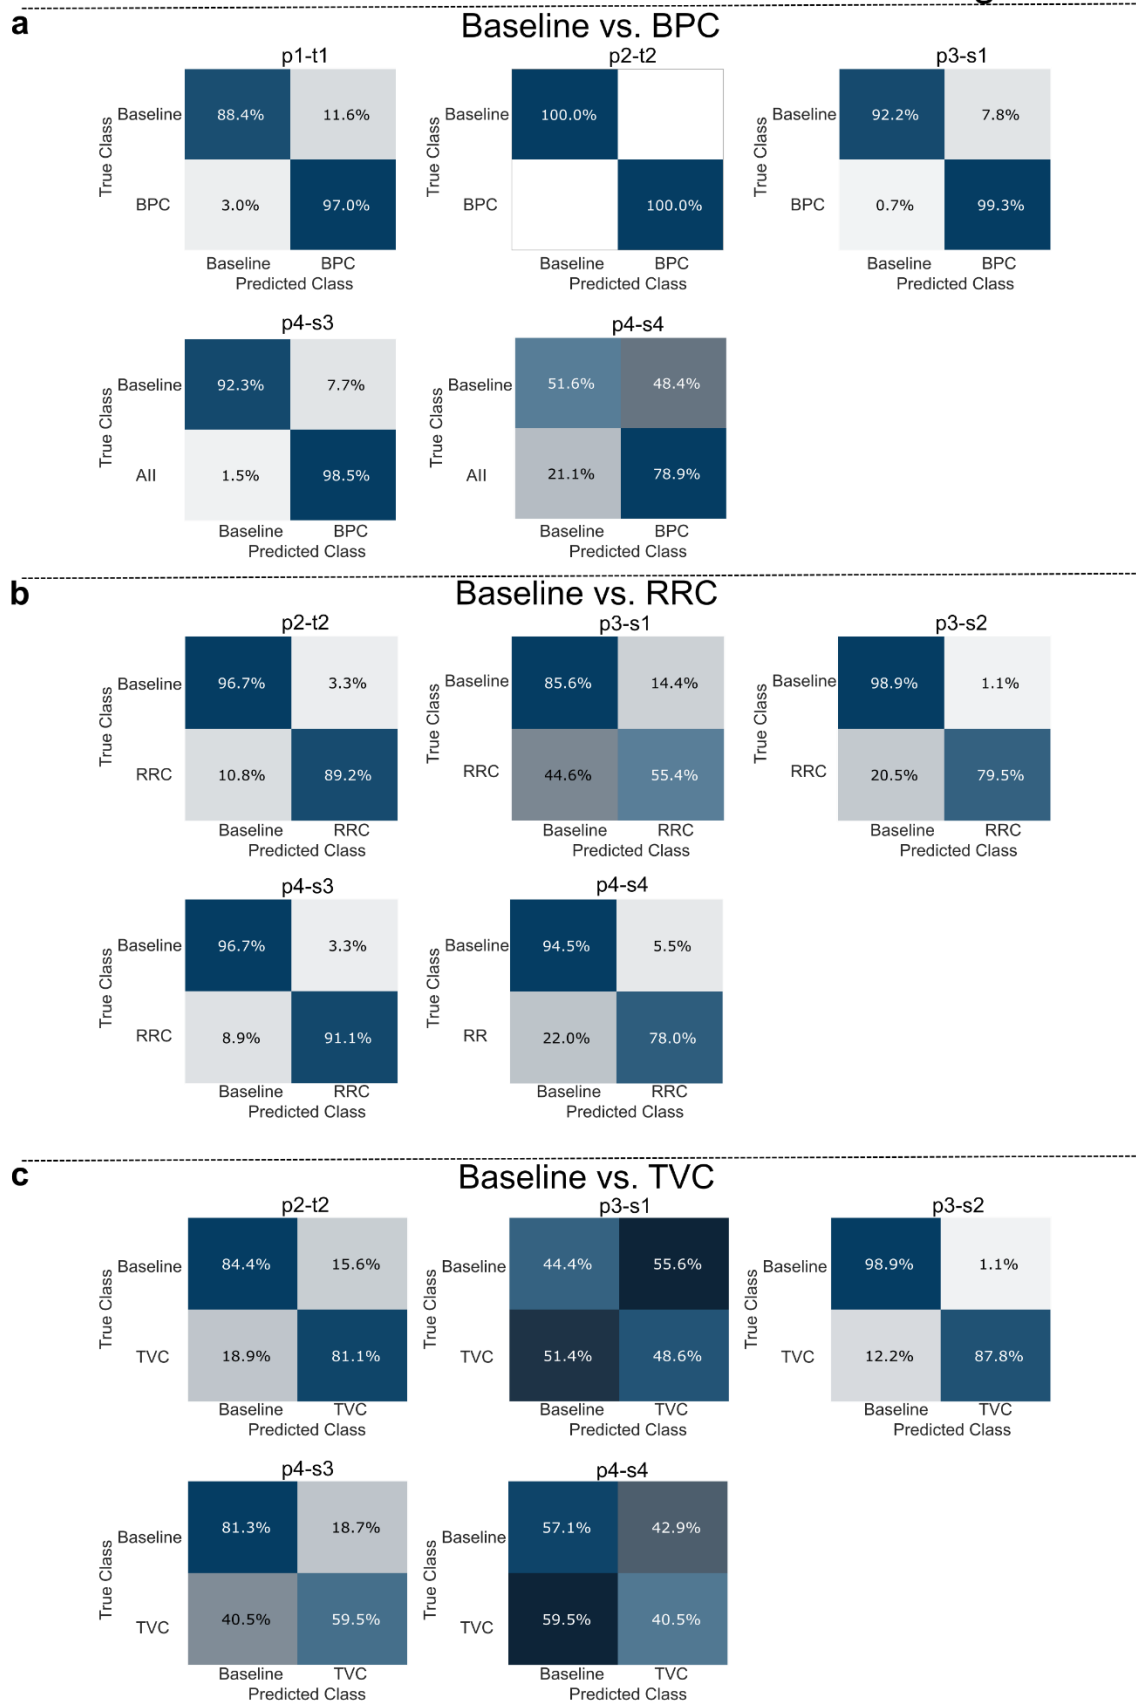 a
Baseline vs. BPC
p1-t1 p2-t2 p3-s1
True Class Baseline 88.4% 11.6% True Class Baseline 100.0% True Class Baseline 92.2% 7.8%
BPC 3.0% 97.0% BPC 100.0% BPC 0.7% 99.3%
Baseline BPC Baseline BPC Baseline BPC
Predicted Class Predicted Class Predicted Class
p4-s3 p4-s4
True Class Baseline 92.3% 7.7% True Class Baseline 51.6% 48.4%
All 1.5% 98.5% All 21.1% 78.9%
Baseline BPC Baseline BPC
Predicted Class Predicted Class
b
Baseline vs. RRC
p2-t2 p3-s1 p3-s2
True Class Baseline 96.7% 3.3% True Class Baseline 85.6% 14.4% True Class Baseline 98.9% 1.1%
RRC 10.8% 89.2% RRC 44.6% 55.4% RRC 20.5% 79.5%
Baseline RRC Baseline RRC Baseline RRC
Predicted Class Predicted Class Predicted Class
p4-s3 p4-s4
True Class Baseline 96.7% 3.3% True Class Baseline 94.5% 5.5%
RRC 8.9% 91.1% RR 22.0% 78.0%
Baseline RRC Baseline RRC
Predicted Class Predicted Class
c
Baseline vs. TVC
p2-t2 p3-s1 p3-s2
True Class Baseline 84.4% 15.6% True Class Baseline 44.4% 55.6% True Class Baseline 98.9% 1.1%
TVC 18.9% 81.1% TVC 51.4% 48.6% TVC 12.2% 87.8%
Baseline TVC Baseline TVC Baseline TVC
Predicted Class Predicted Class Predicted Class
p4-s3 p4-s4
True Class Baseline 81.3% 18.7% True Class Baseline 57.1% 42.9%
TVC 40.5% 59.5% TVC 59.5% 40.5%
Baseline TVC Baseline TVC
Predicted Class Predicted Class